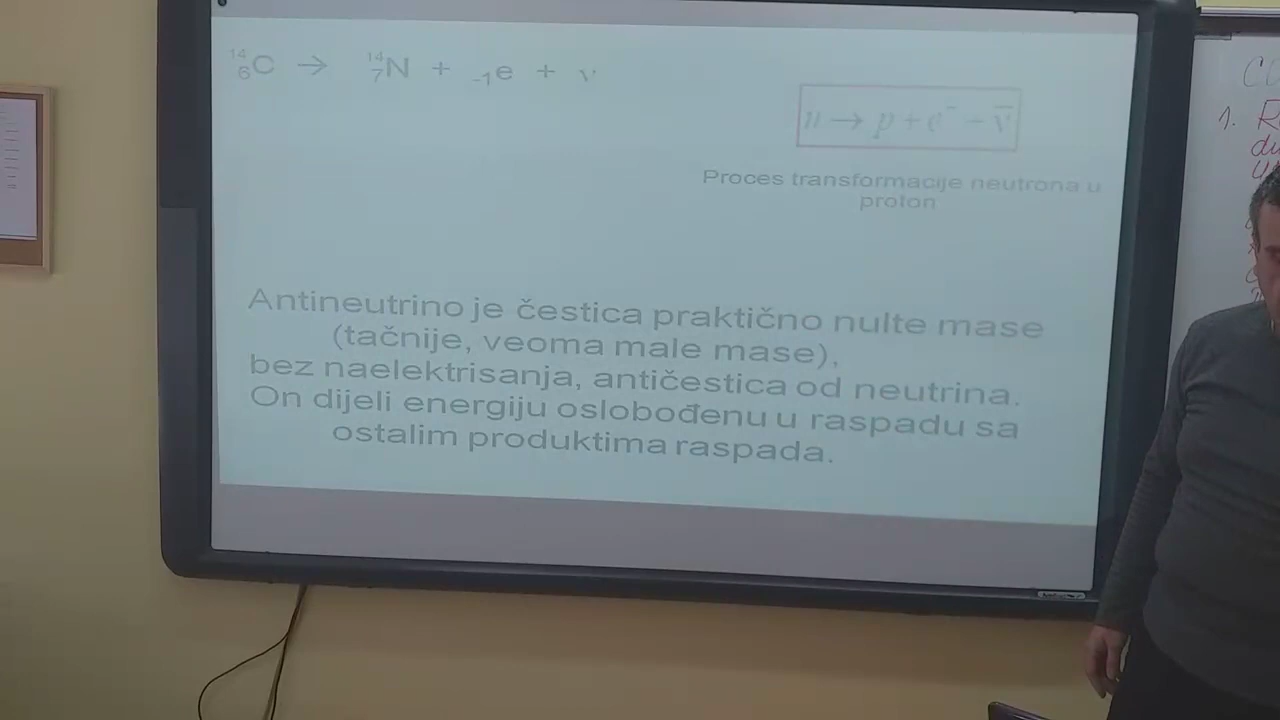 ¹⁴₆C → ¹⁴₇N + ₋₁e + ν
n → p + e⁻ + ν̄
Proces transformacije neutrona u
proton
Antineutrino je čestica praktično nulte mase
(tačnije, veoma male mase),
bez naelektrisanja, antičestica od neutrina.
On dijeli energiju oslobođenu u raspadu sa
ostalim produktima raspada.
1.